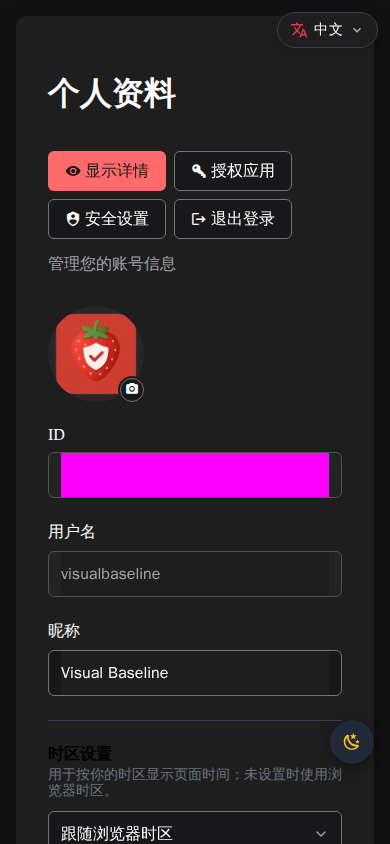 中文
个人资料
显示详情
授权应用
安全设置
退出登录
管理您的账号信息
ID
用户名
visualbaseline
昵称
Visual Baseline
时区设置
用于按你的时区显示页面时间；未设置时使用浏
览器时区。
跟随浏览器时区